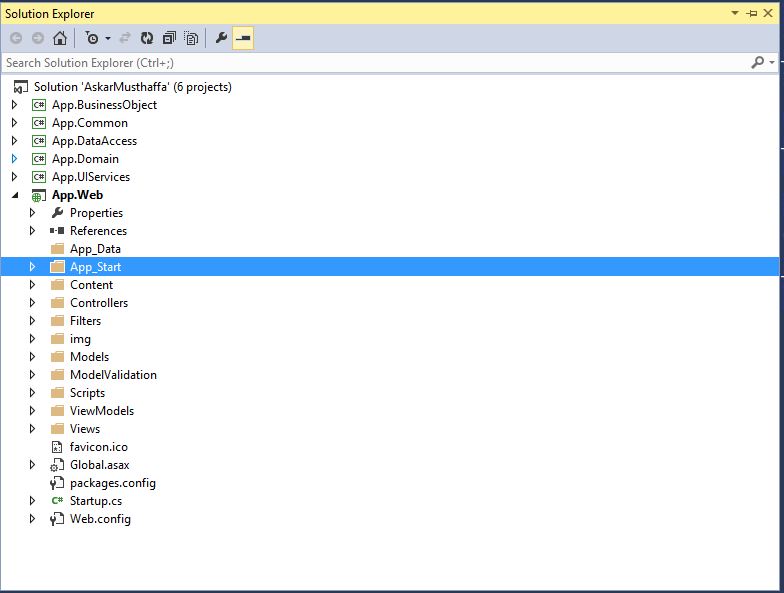 Solution Explorer
Search Solution Explorer (Ctrl+;)
Solution 'AskarMusthaffa' (6 projects)
C# App.BusinessObject
C# App.Common
C# App.DataAccess
C# App.Domain
C# App.UIServices
App.Web
Properties
References
App_Data
App_Start
Content
Controllers
Filters
img
Models
ModelValidation
Scripts
ViewModels
Views
favicon.ico
Global.asax
packages.config
C# Startup.cs
Web.config